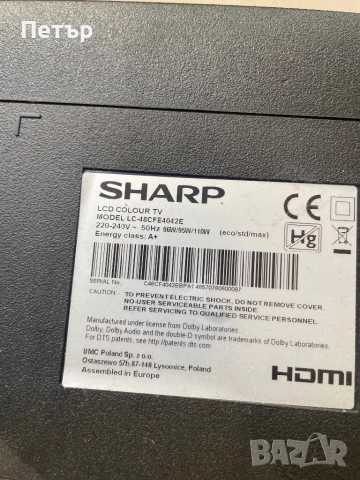 Петър
SHARP
LCD COLOUR TV
MODEL LC-48CFE4042E
220-240V ~ 50Hz 66W/95W/110W (eco/std/max)
Energy class: A+
Hg
SERIAL No.:
CAUTION: TO PREVENT ELECTRIC SHOCK, DO NOT REMOVE COVER.
NO-USER SERVICEABLE PARTS INSIDE.
REFER SERVICING TO QUALIFIED SERVICE PERSONNEL.
Manufactured under license from Dolby Laboratories.
Dolby, Dolby Audio and the double-D symbol are trademarks of Dolby Laboratories.
For DTS patents, see http://patents.dts.com.
UMC Poland Sp. z o.o.
Ostaszewo 57b, 87-148 Łysomice, Poland
Assembled in Europe
HDMI
BAZAR